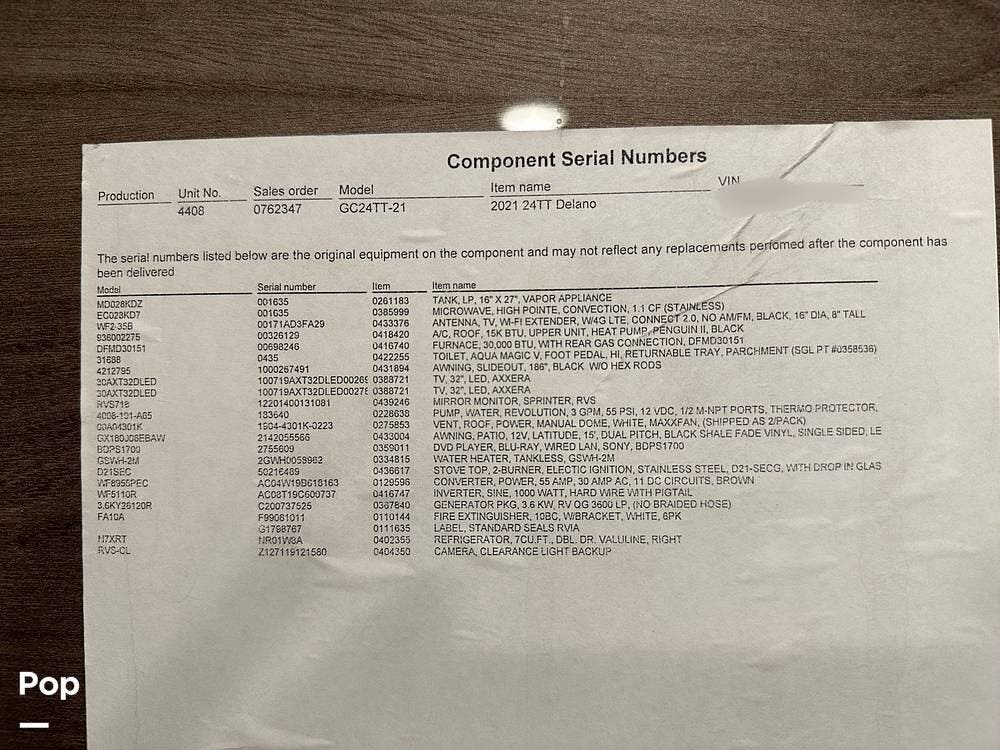 Component Serial Numbers
Production Unit No. Sales order Model Item name VIN
4408 0762347 GC24TT-21 2021 24TT Delano
The serial numbers listed below are the original equipment on the component and may not reflect any replacements perfomed after the component has
been delivered
Model Serial number Item Item name
MD028KDZ 001635 0261183 TANK, LP, 16" X 27", VAPOR APPLIANCE
EC028KD7 001635 0385999 MICROWAVE, HIGH POINTE, CONVECTION, 1.1 CF (STAINLESS)
WF2-35B 00171AD3FA29 0433376 ANTENNA, TV, WI-FI EXTENDER, W/4G LTE, CONNECT 2.0, NO AM/FM, BLACK, 16" DIA, 8" TALL
936002275 00326129 0418420 A/C, ROOF, 15K BTU, UPPER UNIT, HEAT PUMP, PENGUIN II, BLACK
DFMD30151 00698246 0416740 FURNACE, 30,000 BTU, WITH REAR GAS CONNECTION, DFMD30151
31688 0435 0422255 TOILET, AQUA MAGIC V, FOOT PEDAL, HI, RETURNABLE TRAY, PARCHMENT (SGL PT #0358536)
4212795 1000267491 0431894 AWNING, SLIDEOUT, 186", BLACK W/O HEX RODS
30AXT32DLED 100719AXT32DLED00269 0388721 TV, 32", LED, AXXERA
30AXT32DLED 100719AXT32DLED00278 0388721 TV, 32", LED, AXXERA
RVS718 12201400131081 0439246 MIRROR MONITOR, SPRINTER, RVS
4008-101-A65 183640 0228638 PUMP, WATER, REVOLUTION, 3 GPM, 55 PSI, 12 VDC, 1/2 M-NPT PORTS, THERMO PROTECTOR,
00A04301K 1904-4301K-0223 0275853 VENT, ROOF, POWER, MANUAL DOME, WHITE, MAXXFAN, (SHIPPED AS 2/PACK)
GX180J08EBAW 2142055566 0433004 AWNING, PATIO, 12V, LATITUDE, 15', DUAL PITCH, BLACK SHALE FADE VINYL, SINGLE SIDED, LE
BDPS1700 2755609 0359011 DVD PLAYER, BLU-RAY, WIRED LAN, SONY, BDPS1700
GSWH-2M 2GWH0058962 0334815 WATER HEATER, TANKLESS, GSWH-2M
D21SEC 50216489 0436617 STOVE TOP, 2-BURNER, ELECTIC IGNITION, STAINLESS STEEL, D21-SECG, WITH DROP IN GLAS
WF8955PEC AC04W19B618163 0129596 CONVERTER, POWER, 55 AMP, 30 AMP AC, 11 DC CIRCUITS, BROWN
WF5110R AC08T19C600737 0416747 INVERTER, SINE, 1000 WATT, HARD WIRE WITH PIGTAIL
3.6KY26120R C200737525 0367840 GENERATOR PKG, 3.6 KW, RV QG 3600 LP, (NO BRAIDED HOSE)
FA10A F99081011 0110144 FIRE EXTINGUISHER, 10BC, W/BRACKET, WHITE, 6PK
G1798767 0111635 LABEL, STANDARD SEALS RVIA
N7XRT NR01W8A 0402355 REFRIGERATOR, 7CU.FT., DBL. DR. VALULINE, RIGHT
RVS-CL Z127119121580 0404350 CAMERA, CLEARANCE LIGHT BACKUP
Pop